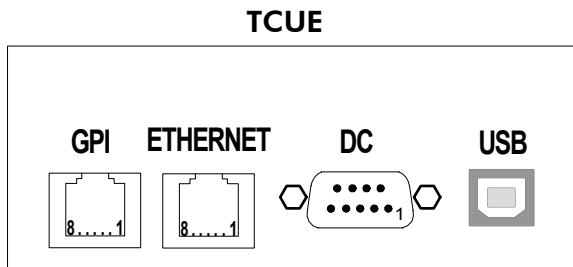 TCUE
GPI ETHERNET DC USB
8.....1 8.....1 1